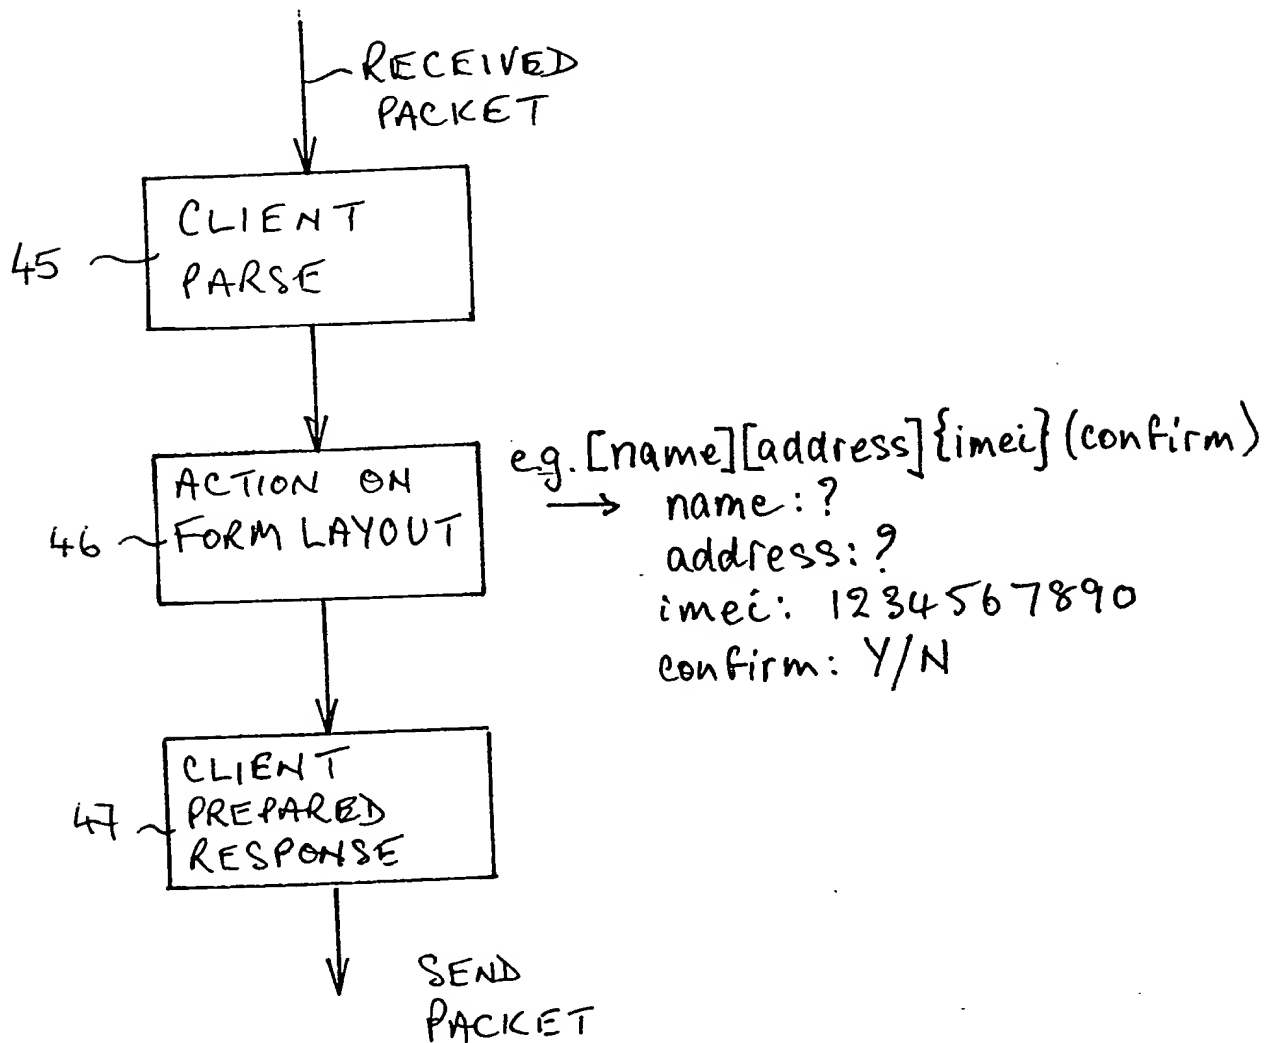 RECEIVED
PACKET
CLIENT
PARSE
45
ACTION ON
FORM LAYOUT
46
e.g. [name][address]{imei}(confirm)
→ name: ?
address: ?
imei: 1234567890
confirm: Y/N
CLIENT
PREPARED
RESPONSE
47
SEND
PACKET